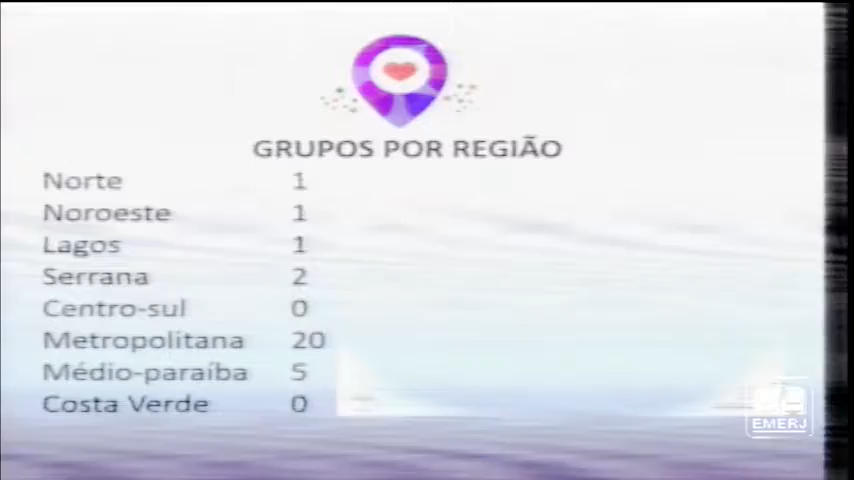 GRUPOS POR REGIÃO
Norte 1
Noroeste 1
Lagos 1
Serrana 2
Centro-sul 0
Metropolitana 20
Médio-paraíba 5
Costa Verde 0
EMERJ